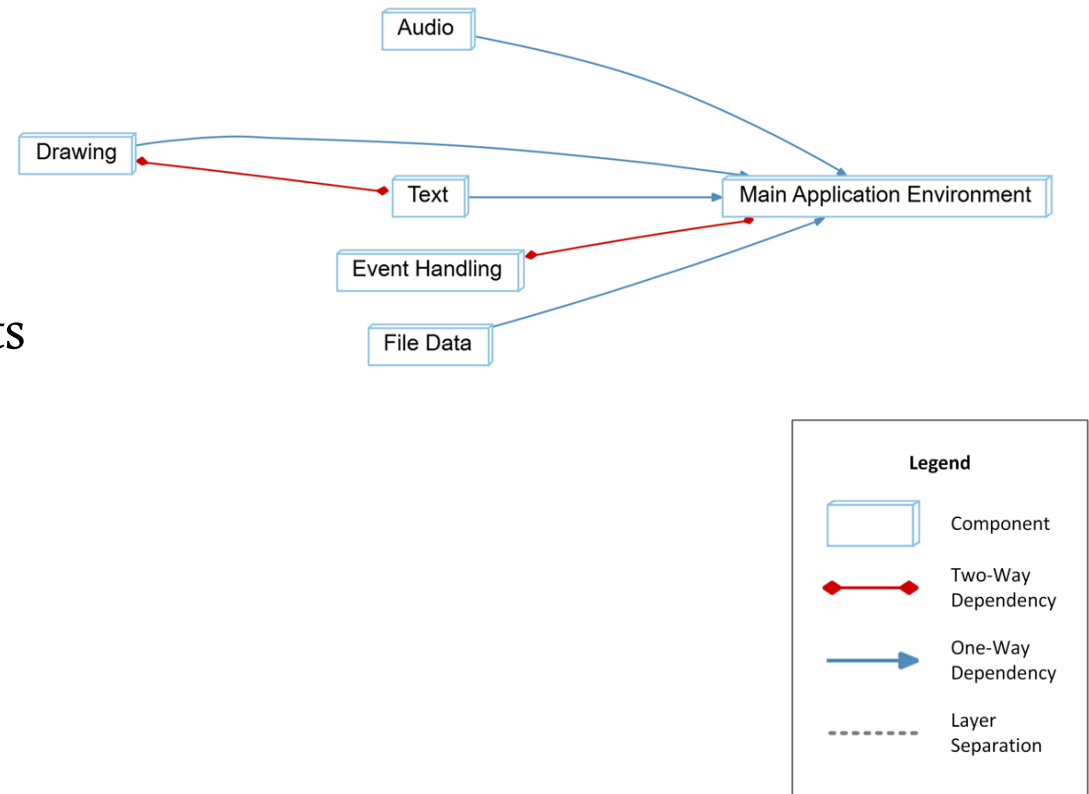 Audio
Drawing
Text
Main Application Environment
Event Handling
File Data
ts
Legend
Component
Two-Way
Dependency
One-Way
Dependency
Layer
Separation